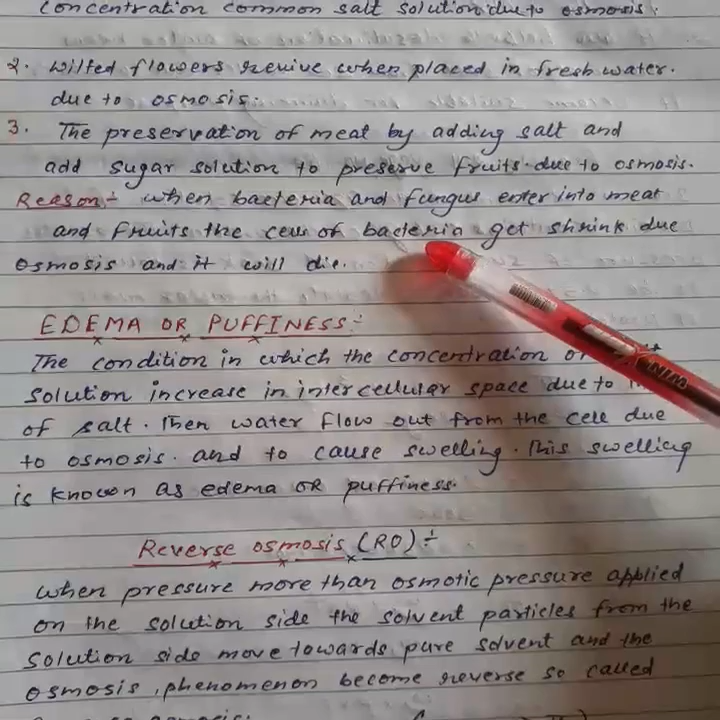 concentration common salt solution due to osmosis.
2. wilted flowers revive when placed in fresh water.
due to osmosis.
3. The preservation of meat by adding salt and
add sugar solution to preserve fruits due to osmosis.
Reason:- when bacteria and fungus enter into meat
and fruits the cell of bacteria get shrink due
osmosis and it will die.
EDEMA OR PUFFINESS:-
The condition in which the concentration of
solution increase in intercellular space due to
of salt. Then water flow out from the cell due
to osmosis. and to cause swelling. This swelling
is known as edema OR puffiness.
Reverse osmosis (RO):-
when pressure more than osmotic pressure applied
on the solution side the solvent particles from the
solution side move towards pure solvent and the
osmosis, phenomenon become reverse so called
WIN